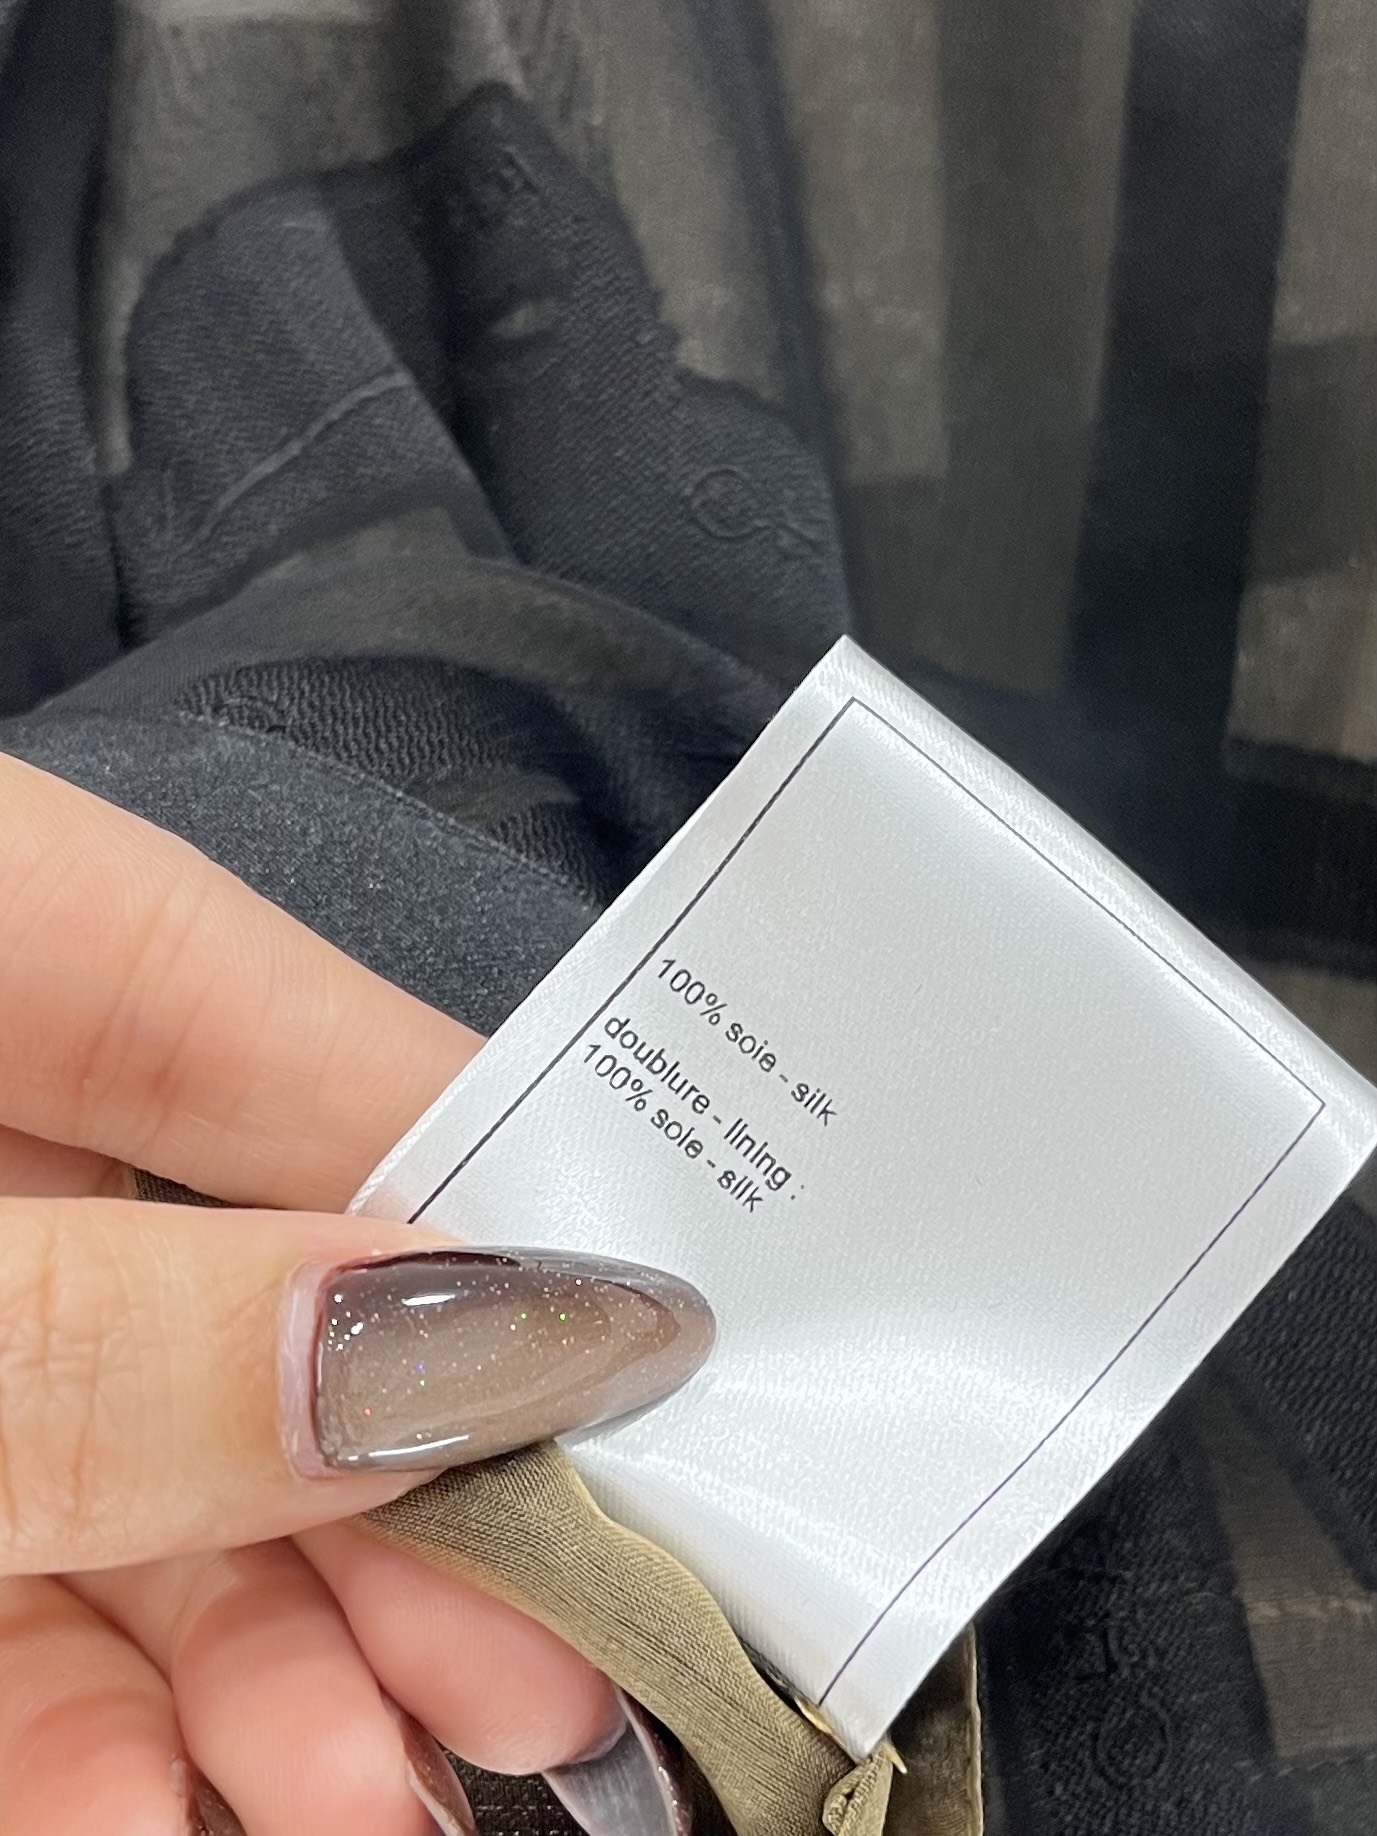 100% soie - silk
doublure - lining :
100% soie - silk